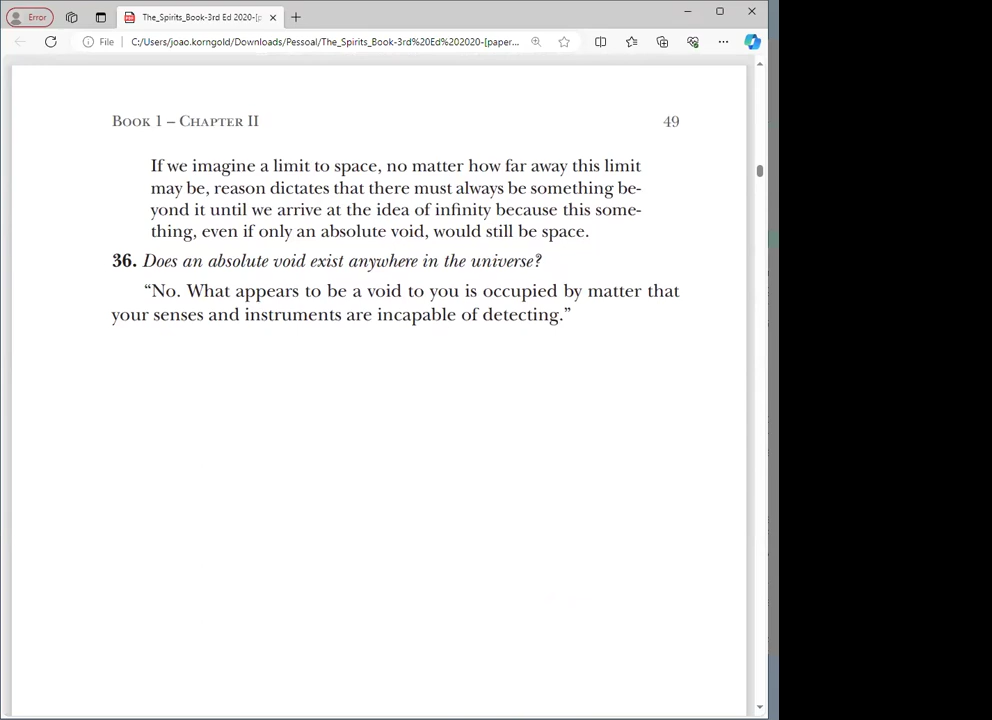 Error
The_Spirits_Book-3rd Ed 2020-[p
File
C:/Users/joao.korngold/Downloads/Pessoal/The_Spirits_Book-3rd%20Ed%202020-[paper...
BOOK 1 – CHAPTER II
49
If we imagine a limit to space, no matter how far away this limit
may be, reason dictates that there must always be something be-
yond it until we arrive at the idea of infinity because this some-
thing, even if only an absolute void, would still be space.
36. Does an absolute void exist anywhere in the universe?
“No. What appears to be a void to you is occupied by matter that
your senses and instruments are incapable of detecting.”